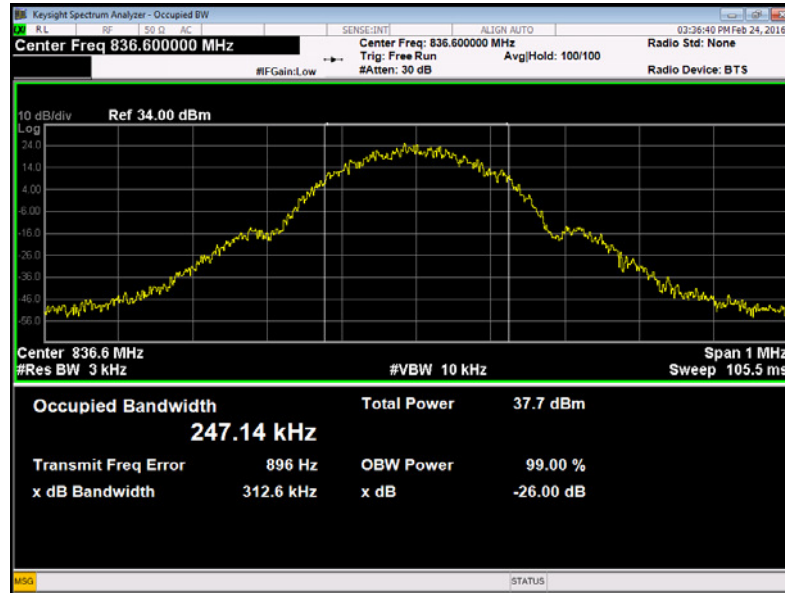 Keysight Spectrum Analyzer - Occupied BW
RL RF 50 Ω AC SENSE:INT ALIGN AUTO 03:36:40 PM Feb 24, 2016
Center Freq 836.600000 MHz
Center Freq: 836.600000 MHz
Radio Std: None
Trig: Free Run Avg|Hold: 100/100
#IFGain:Low
#Atten: 30 dB
Radio Device: BTS
10 dB/div Ref 34.00 dBm
Log
24.0
14.0
4.00
-6.00
-16.0
-26.0
-36.0
-46.0
-56.0
Center 836.6 MHz Span 1 MHz
#Res BW 3 kHz #VBW 10 kHz Sweep 105.5 ms
Occupied Bandwidth Total Power 37.7 dBm
247.14 kHz
Transmit Freq Error 896 Hz OBW Power 99.00 %
x dB Bandwidth 312.6 kHz x dB -26.00 dB
MSG STATUS